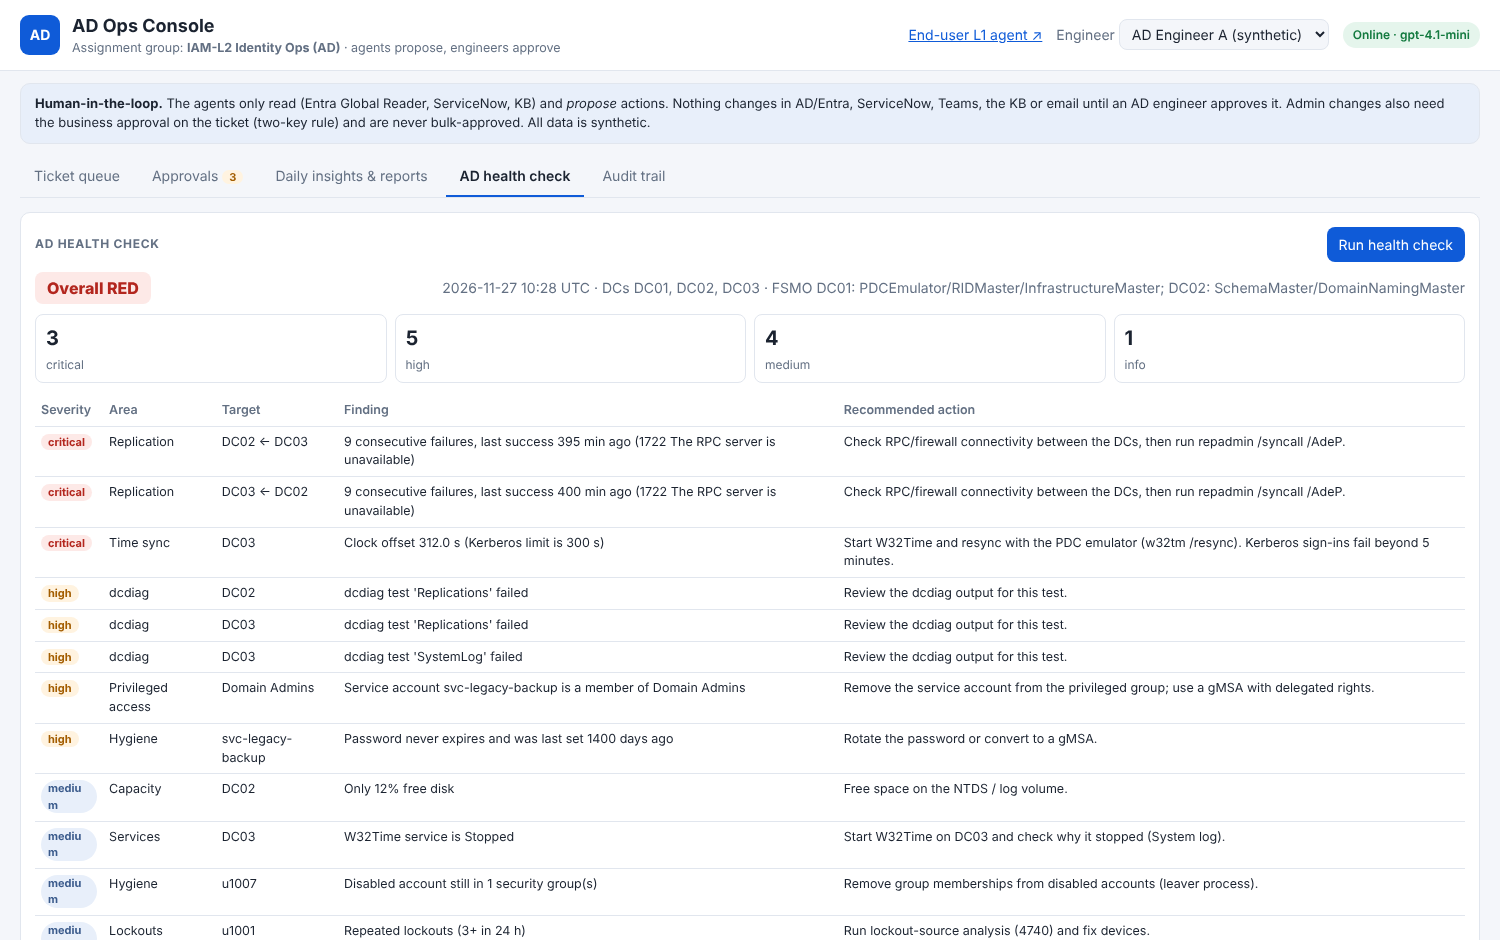 AD
AD Ops Console
Assignment group: IAM-L2 Identity Ops (AD) · agents propose, engineers approve
End-user L1 agent ↗
Engineer
AD Engineer A (synthetic)
Online · gpt-4.1-mini
Human-in-the-loop. The agents only read (Entra Global Reader, ServiceNow, KB) and propose actions. Nothing changes in AD/Entra, ServiceNow, Teams, the KB or email until an AD engineer approves it. Admin changes also need
the business approval on the ticket (two-key rule) and are never bulk-approved. All data is synthetic.
Ticket queue
Approvals 3
Daily insights & reports
AD health check
Audit trail
AD HEALTH CHECK
Run health check
Overall RED
2026-11-27 10:28 UTC · DCs DC01, DC02, DC03 · FSMO DC01: PDCEmulator/RIDMaster/InfrastructureMaster; DC02: SchemaMaster/DomainNamingMaster
3
critical
5
high
4
medium
1
info
Severity Area Target Finding Recommended action
critical Replication DC02 ← DC03 9 consecutive failures, last success 395 min ago (1722 The RPC server is Check RPC/firewall connectivity between the DCs, then run repadmin /syncall /AdeP.
unavailable)
critical Replication DC03 ← DC02 9 consecutive failures, last success 400 min ago (1722 The RPC server is Check RPC/firewall connectivity between the DCs, then run repadmin /syncall /AdeP.
unavailable)
critical Time sync DC03 Clock offset 312.0 s (Kerberos limit is 300 s) Start W32Time and resync with the PDC emulator (w32tm /resync). Kerberos sign-ins fail beyond 5
minutes.
high dcdiag DC02 dcdiag test 'Replications' failed Review the dcdiag output for this test.
high dcdiag DC03 dcdiag test 'Replications' failed Review the dcdiag output for this test.
high dcdiag DC03 dcdiag test 'SystemLog' failed Review the dcdiag output for this test.
high Privileged Domain Admins Service account svc-legacy-backup is a member of Domain Admins Remove the service account from the privileged group; use a gMSA with delegated rights.
access
high Hygiene svc-legacy- Password never expires and was last set 1400 days ago Rotate the password or convert to a gMSA.
backup
mediu Capacity DC02 Only 12% free disk Free space on the NTDS / log volume.
m
mediu Services DC03 W32Time service is Stopped Start W32Time on DC03 and check why it stopped (System log).
m
mediu Hygiene u1007 Disabled account still in 1 security group(s) Remove group memberships from disabled accounts (leaver process).
m
mediu Lockouts u1001 Repeated lockouts (3+ in 24 h) Run lockout-source analysis (4740) and fix devices.